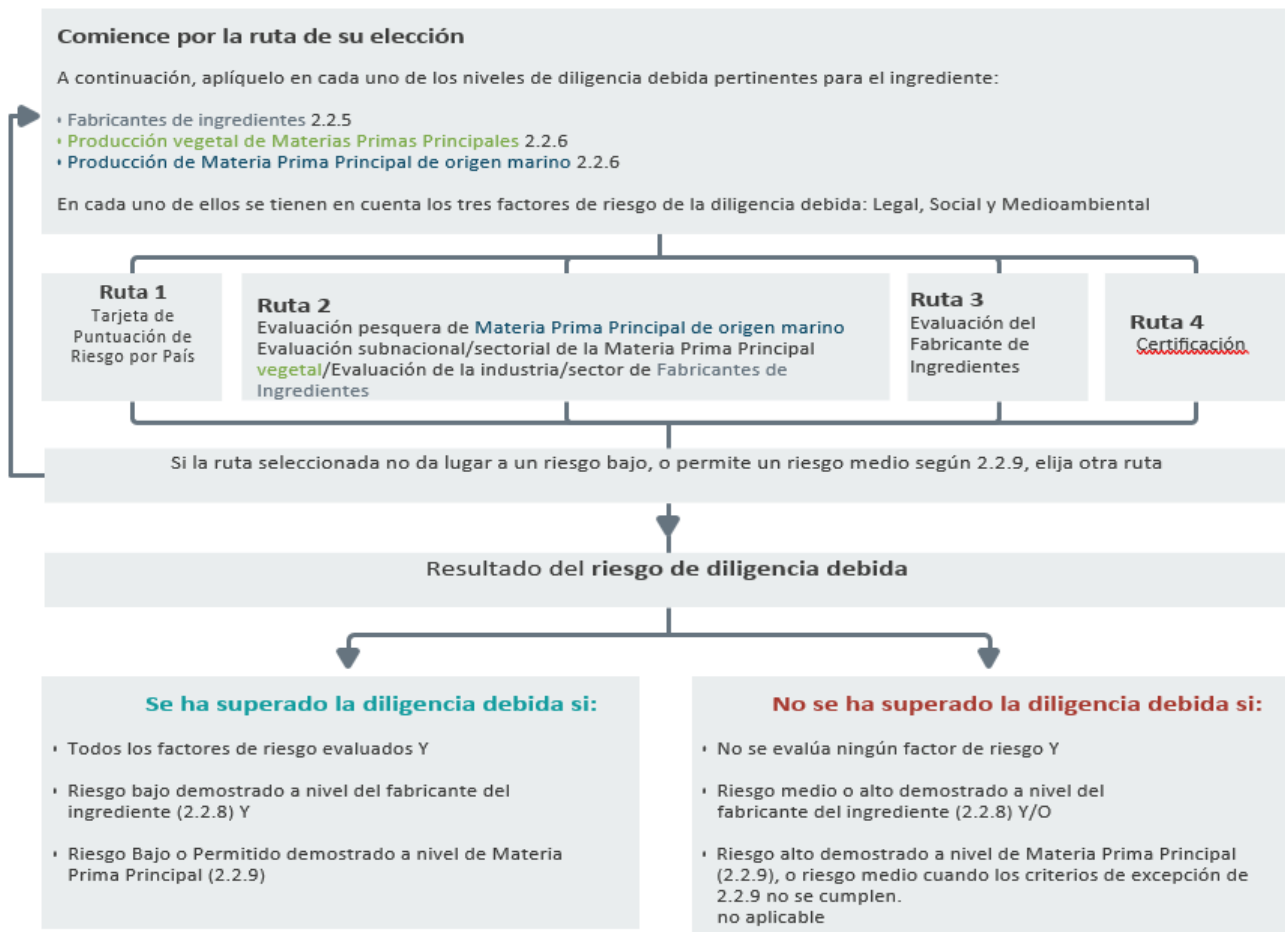 Comience por la ruta de su elección
A continuación, aplíquelo en cada uno de los niveles de diligencia debida pertinentes para el ingrediente:
• Fabricantes de ingredientes 2.2.5
• Producción vegetal de Materias Primas Principales 2.2.6
• Producción de Materia Prima Principal de origen marino 2.2.6
En cada uno de ellos se tienen en cuenta los tres factores de riesgo de la diligencia debida: Legal, Social y Medioambiental
Ruta 1
Tarjeta de
Puntuación de
Riesgo por País
Ruta 2
Evaluación pesquera de Materia Prima Principal de origen marino
Evaluación subnacional/sectorial de la Materia Prima Principal
vegetal/Evaluación de la industria/sector de Fabricantes de
Ingredientes
Ruta 3
Evaluación del
Fabricante de
Ingredientes
Ruta 4
Certificación
Si la ruta seleccionada no da lugar a un riesgo bajo, o permite un riesgo medio según 2.2.9, elija otra ruta
Resultado del riesgo de diligencia debida
Se ha superado la diligencia debida si:
• Todos los factores de riesgo evaluados Y
• Riesgo bajo demostrado a nivel del fabricante del
ingrediente (2.2.8) Y
• Riesgo Bajo o Permitido demostrado a nivel de Materia
Prima Principal (2.2.9)
No se ha superado la diligencia debida si:
• No se evalúa ningún factor de riesgo Y
• Riesgo medio o alto demostrado a nivel del
fabricante del ingrediente (2.2.8) Y/O
• Riesgo alto demostrado a nivel de Materia Prima Principal
(2.2.9), o riesgo medio cuando los criterios de excepción de
2.2.9 no se cumplen.
no aplicable